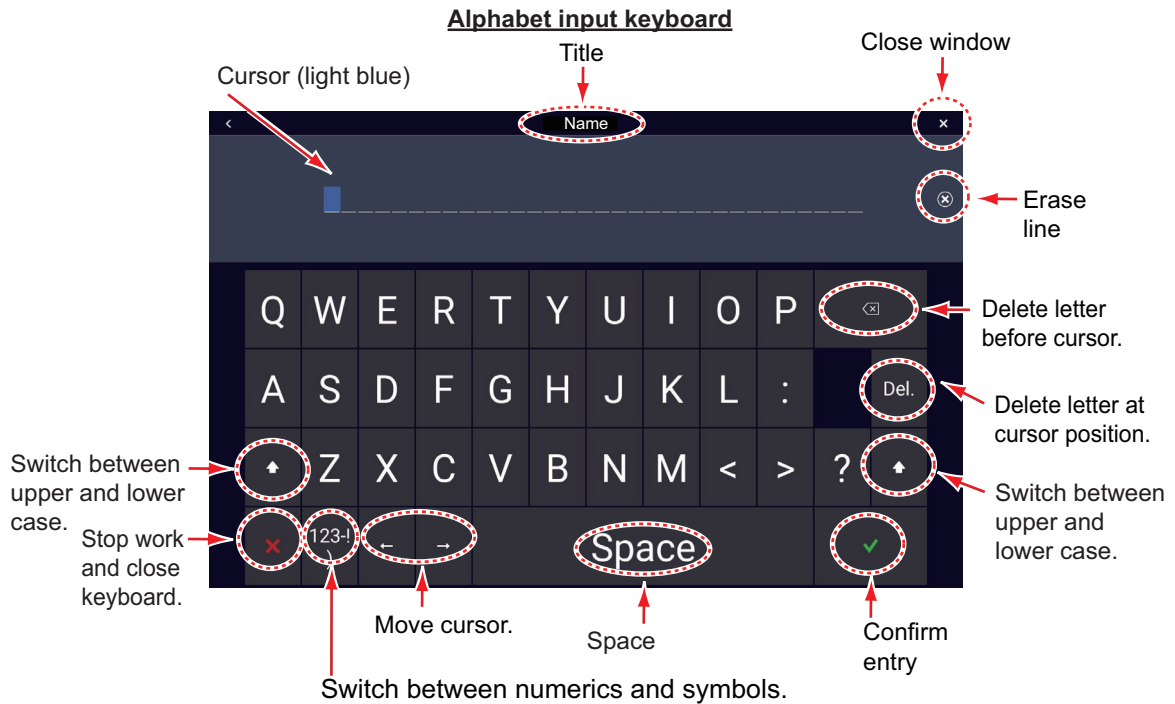 Alphabet input keyboard
Title
Close window
Cursor (light blue)
Name
Erase
line
Q W E R T Y U I O P
Delete letter
before cursor.
A S D F G H J K L :
Del.
Delete letter at
cursor position.
Z X C V B N M < > ?
Switch between
upper and lower
case.
Switch between
upper and
lower case.
Stop work
and close
keyboard.
123-!
)
← →
Space
Move cursor.
Space
Confirm
entry
Switch between numerics and symbols.